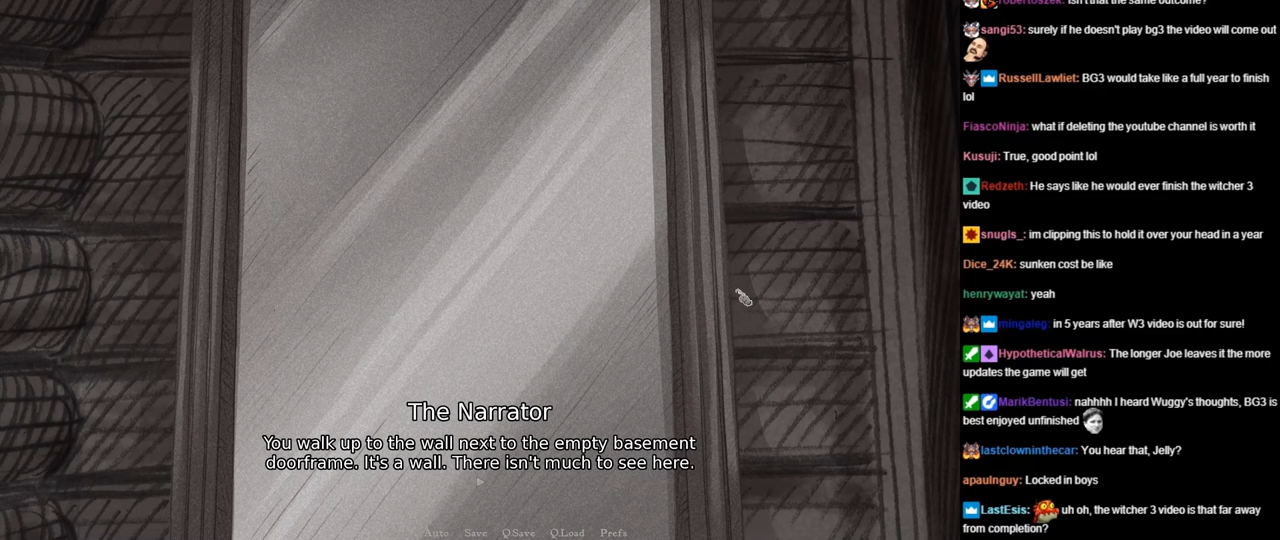 The Narrator
You walk up to the wall next to the empty basement
doorframe. It's a wall. There isn't much to see here.
Auto Save Q.Save Q.Load Prefs
robertoszek: isn't that the same outcome?
sangi53: surely if he doesn't play bg3 the video will come out
RussellLawliet: BG3 would take like a full year to finish
lol
FiascoNinja: what if deleting the youtube channel is worth it
Kusuji: True, good point lol
Redzeth: He says like he would ever finish the witcher 3
video
snugls_: im clipping this to hold it over your head in a year
Dice_24K: sunken cost be like
henrywayat: yeah
mingaleg: in 5 years after W3 video is out for sure!
HypotheticalWalrus: The longer Joe leaves it the more
updates the game will get
MarikBentusi: nahhhh I heard Wuggy's thoughts, BG3 is
best enjoyed unfinished
lastclowninthecar: You hear that, Jelly?
apaulnguy: Locked in boys
LastEsis: uh oh, the witcher 3 video is that far away
from completion?